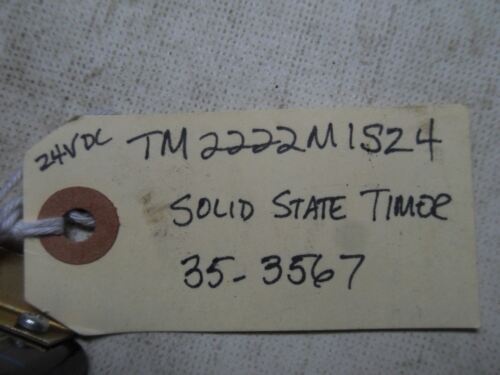 24VDC
TM2222M1S24
SOLID STATE TIMER
35-3567